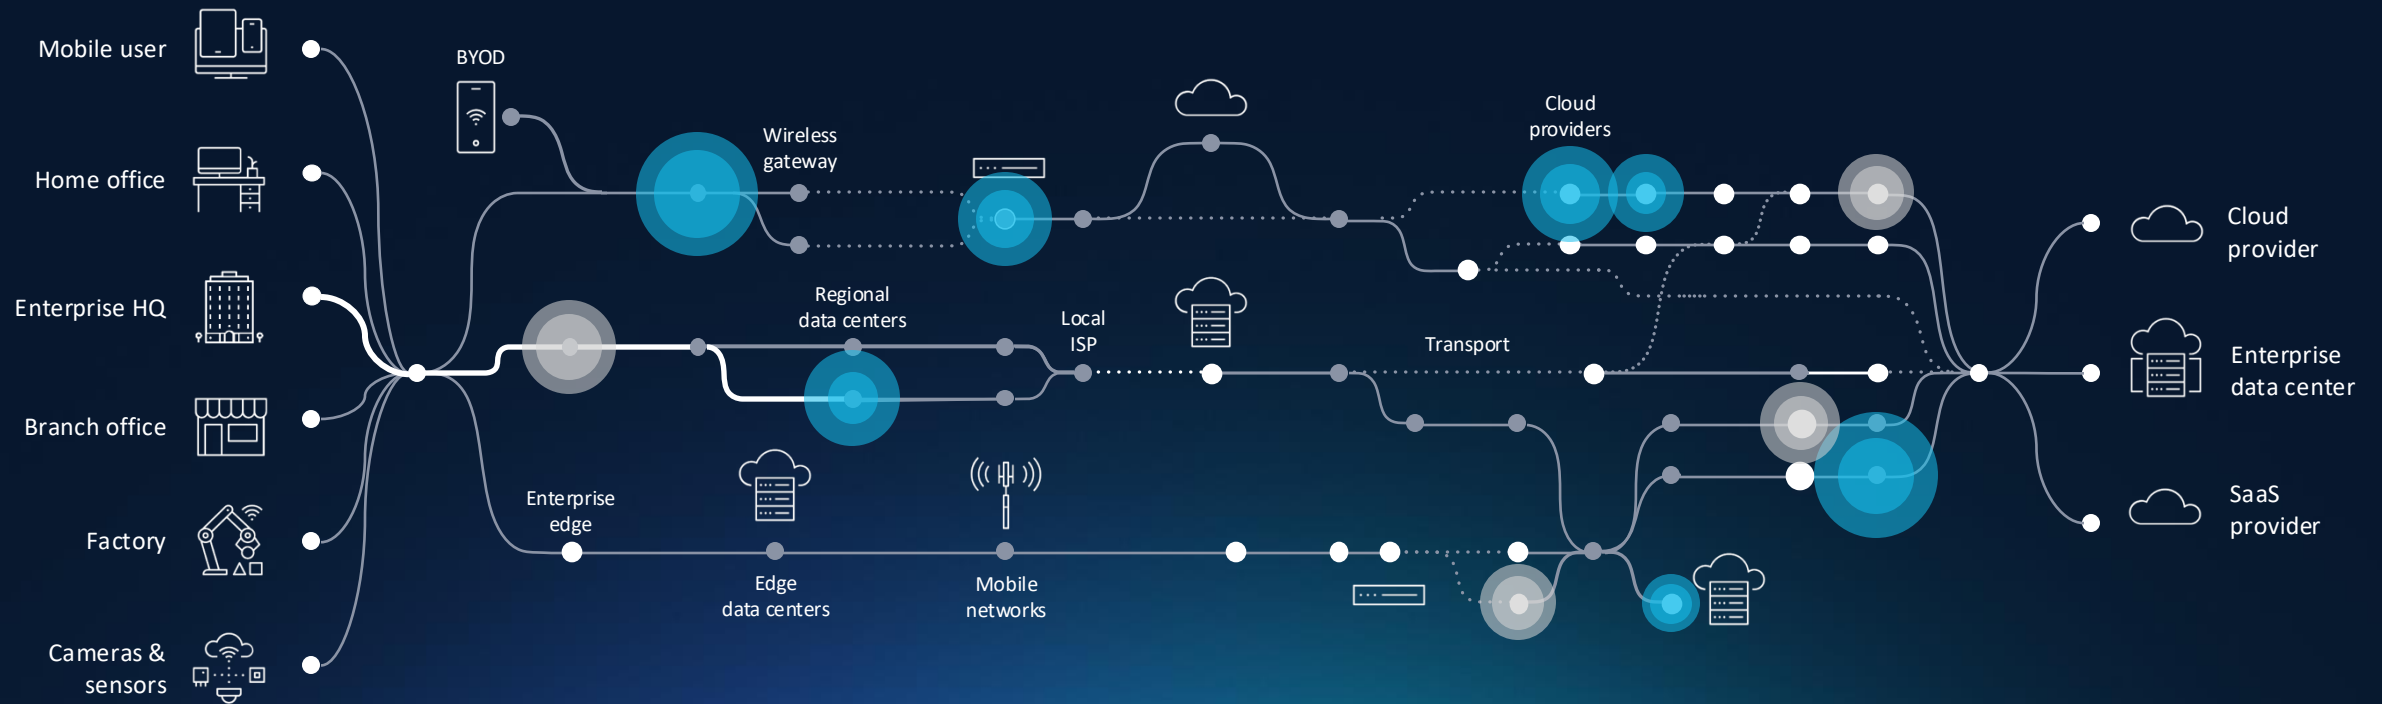 Mobile user
Home office
Enterprise HQ
Branch office
Factory
Cameras &
sensors
BYOD
Wireless
gateway
Regional
data centers
Local
ISP
Enterprise
edge
Edge
data centers
Mobile
networks
Cloud
providers
Transport
Cloud
provider
Enterprise
data center
SaaS
provider